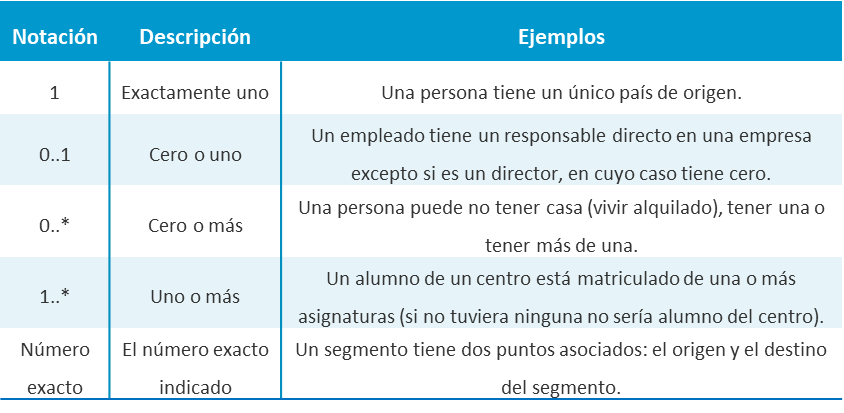 Notación Descripción Ejemplos
1 Exactamente uno Una persona tiene un único país de origen.
0..1 Cero o uno Un empleado tiene un responsable directo en una empresa
excepto si es un director, en cuyo caso tiene cero.
0..* Cero o más Una persona puede no tener casa (vivir alquilado), tener una o
tener más de una.
1..* Uno o más Un alumno de un centro está matriculado de una o más
asignaturas (si no tuviera ninguna no sería alumno del centro).
Número El número exacto Un segmento tiene dos puntos asociados: el origen y el destino
exacto indicado del segmento.